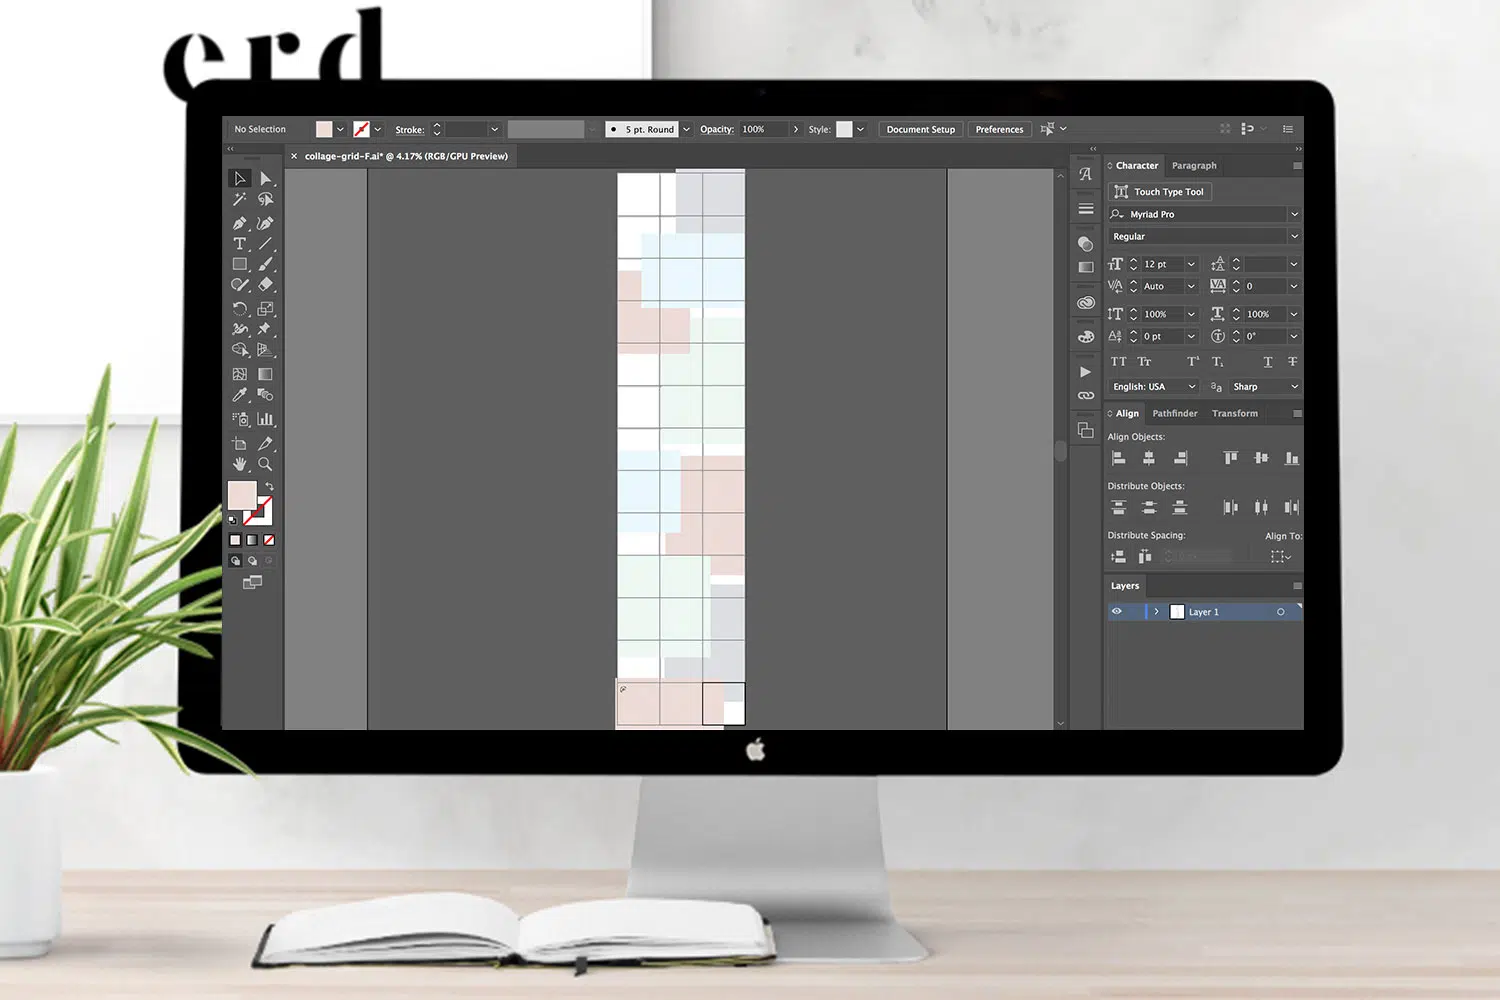 erd
No Selection
Stroke:
5 pt. Round
Opacity: 100%
Style:
Document Setup
Preferences
× collage-grid-F.ai* @ 4.17% (RGB/GPU Preview)
Character
Paragraph
Touch Type Tool
Myriad Pro
Regular
12 pt
Auto
0
100%
100%
0 pt
0°
English: USA
Sharp
Align
Pathfinder
Transform
Align Objects:
Distribute Objects:
Distribute Spacing:
Align To:
Layers
Layer 1